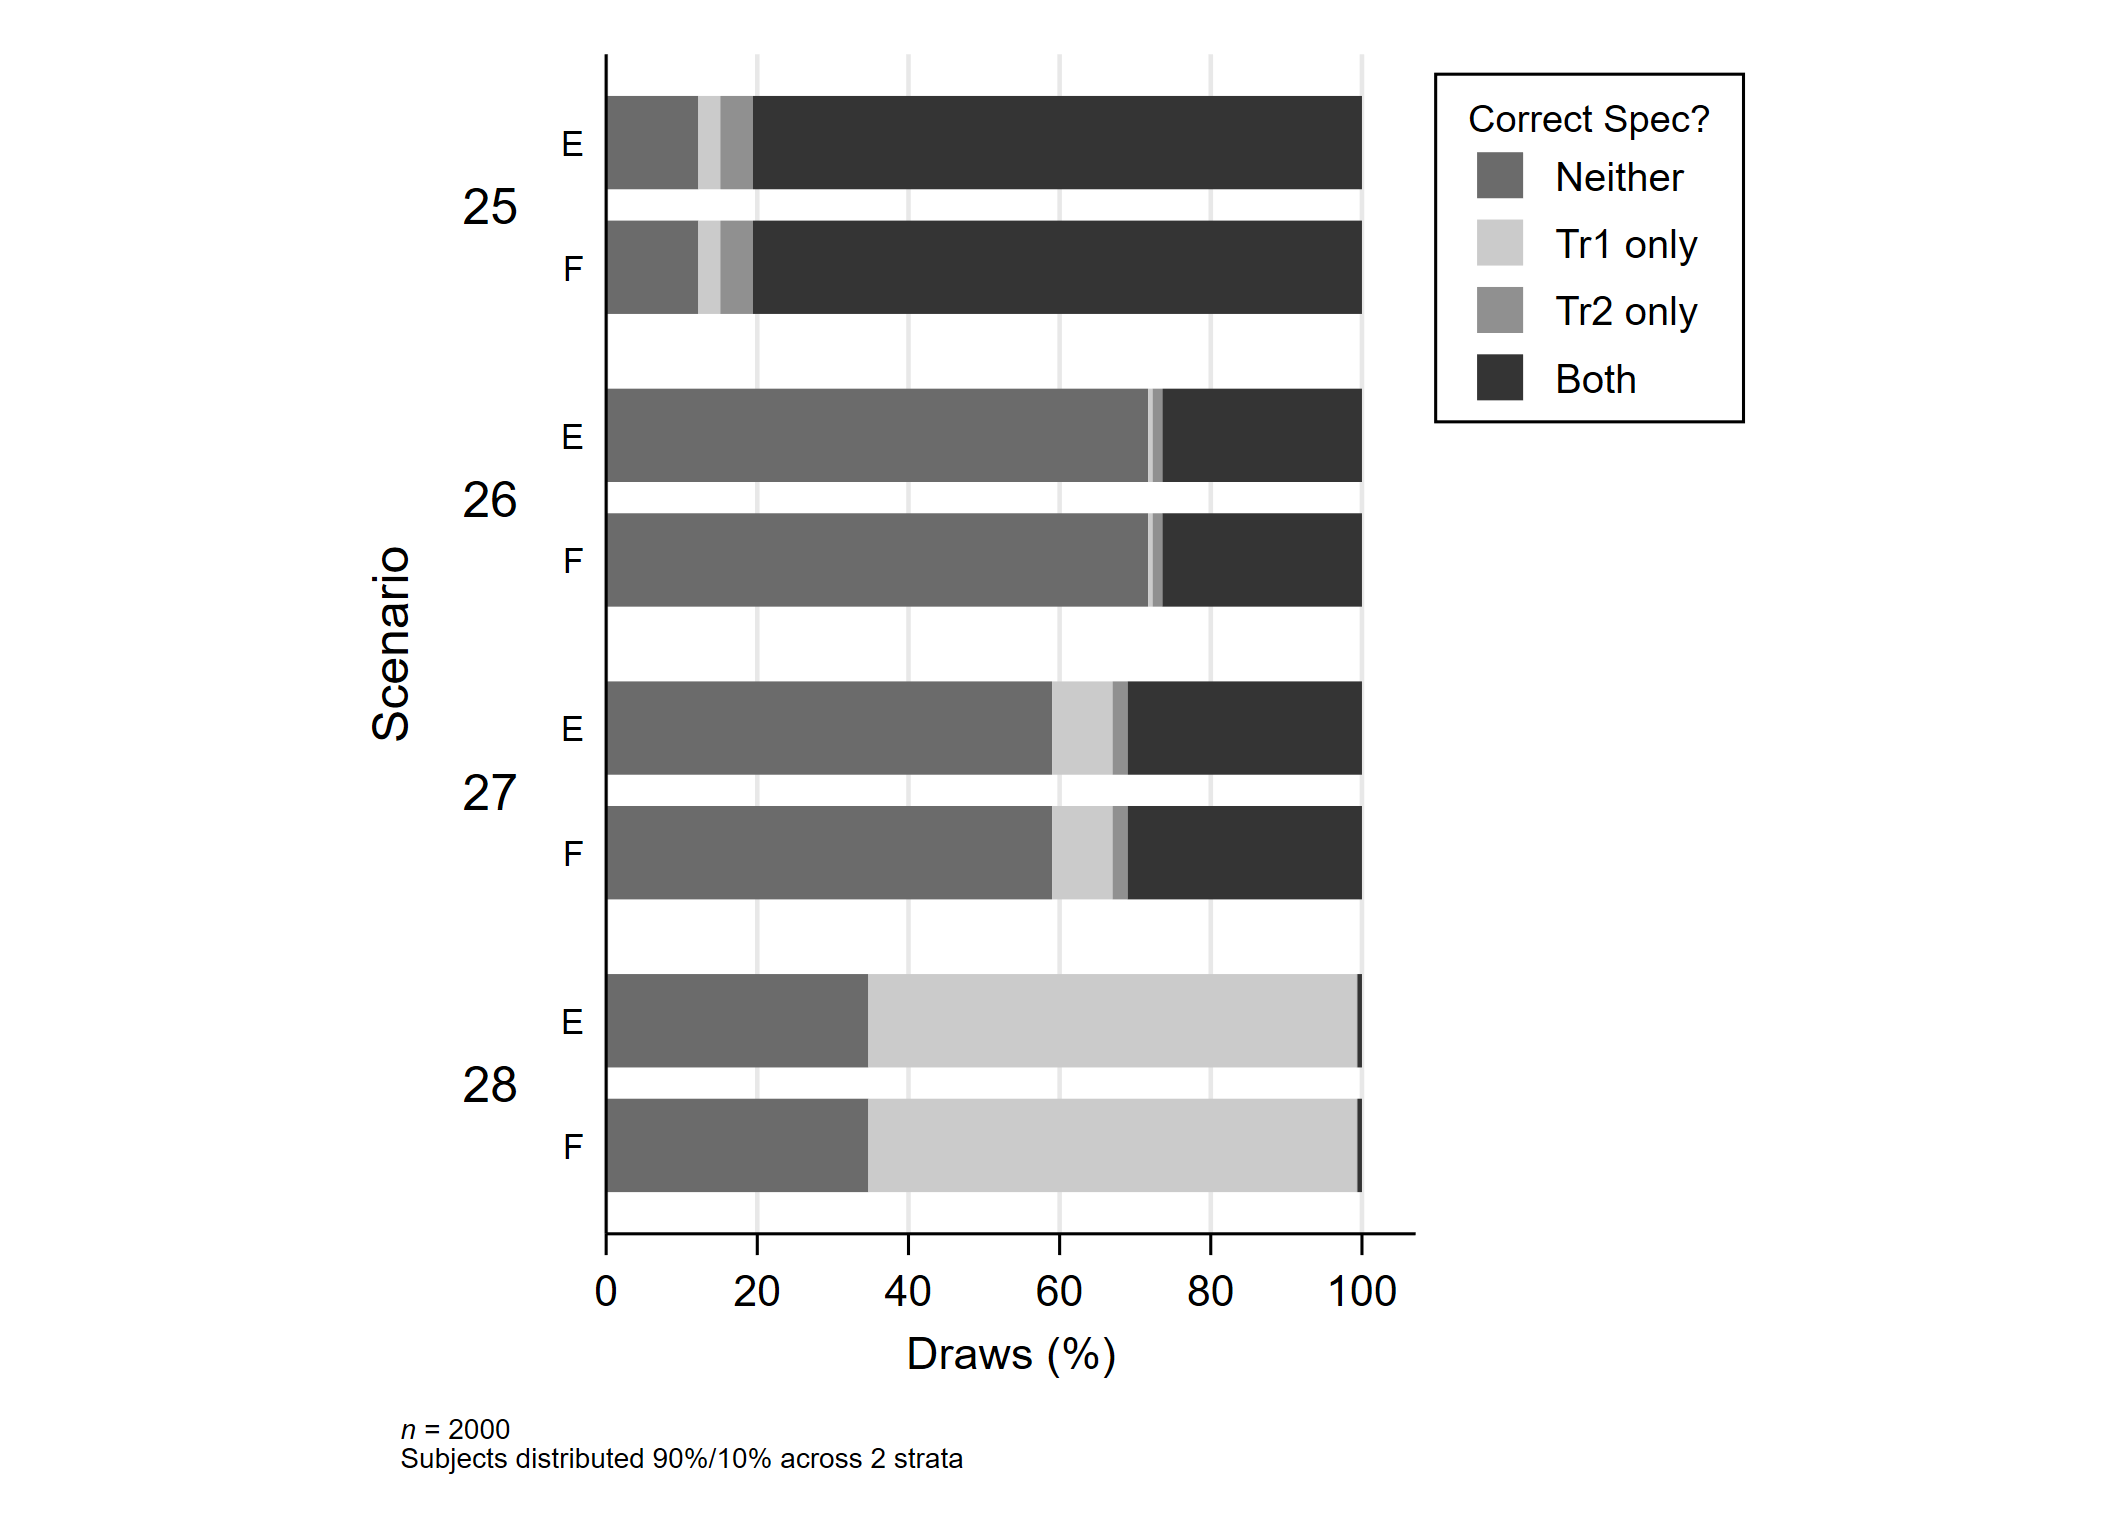 Correct Spec?
Neither
Tr1 only
Tr2 only
Both
Scenario
25
E
F
26
E
F
27
E
F
28
E
F
0 20 40 60 80 100
Draws (%)
n = 2000
Subjects distributed 90%/10% across 2 strata